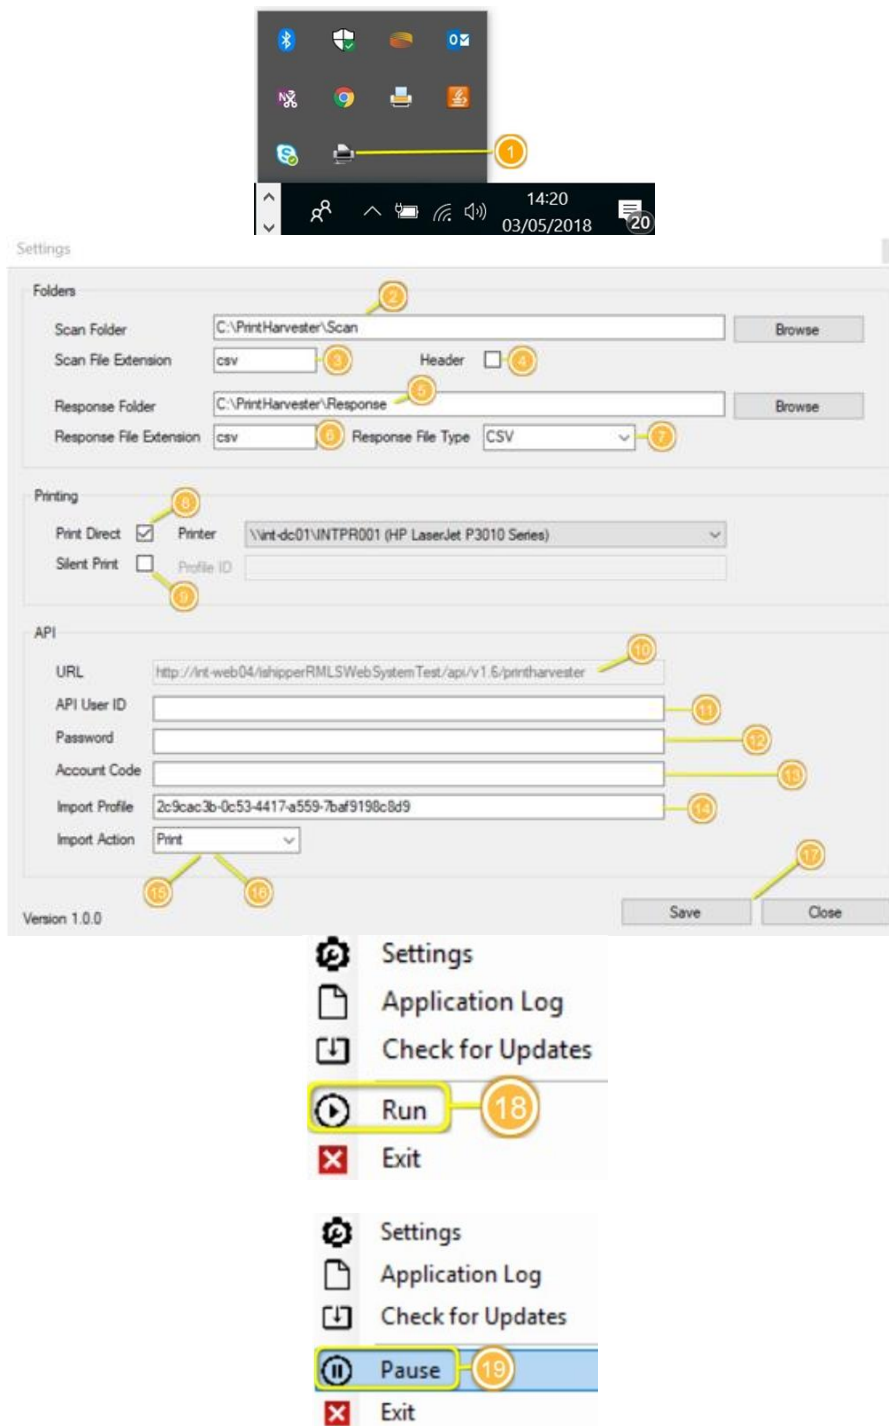 1
14:20
03/05/2018
20
Settings
Folders
2
Scan Folder C:\PrintHarvester\Scan Browse
Scan File Extension csv 3 Header 4
5
Response Folder C:\PrintHarvester\Response Browse
Response File Extension csv 6 Response File Type CSV 7
Printing
8
Print Direct Printer \\int-dc01\INTPR001 (HP LaserJet P3010 Series)
Silent Print Profile ID
9
API
10
URL http://int-web04/ishipperRMLSWebSystemTest/api/v1.6/printharvester
API User ID 11
Password 12
Account Code 13
Import Profile 2c9cac3b-0c53-4417-a559-7baf9198c8d9 14
Import Action Print
15 16 17
Version 1.0.0 Save Close
Settings
Application Log
Check for Updates
Run 18
Exit
Settings
Application Log
Check for Updates
Pause 19
Exit